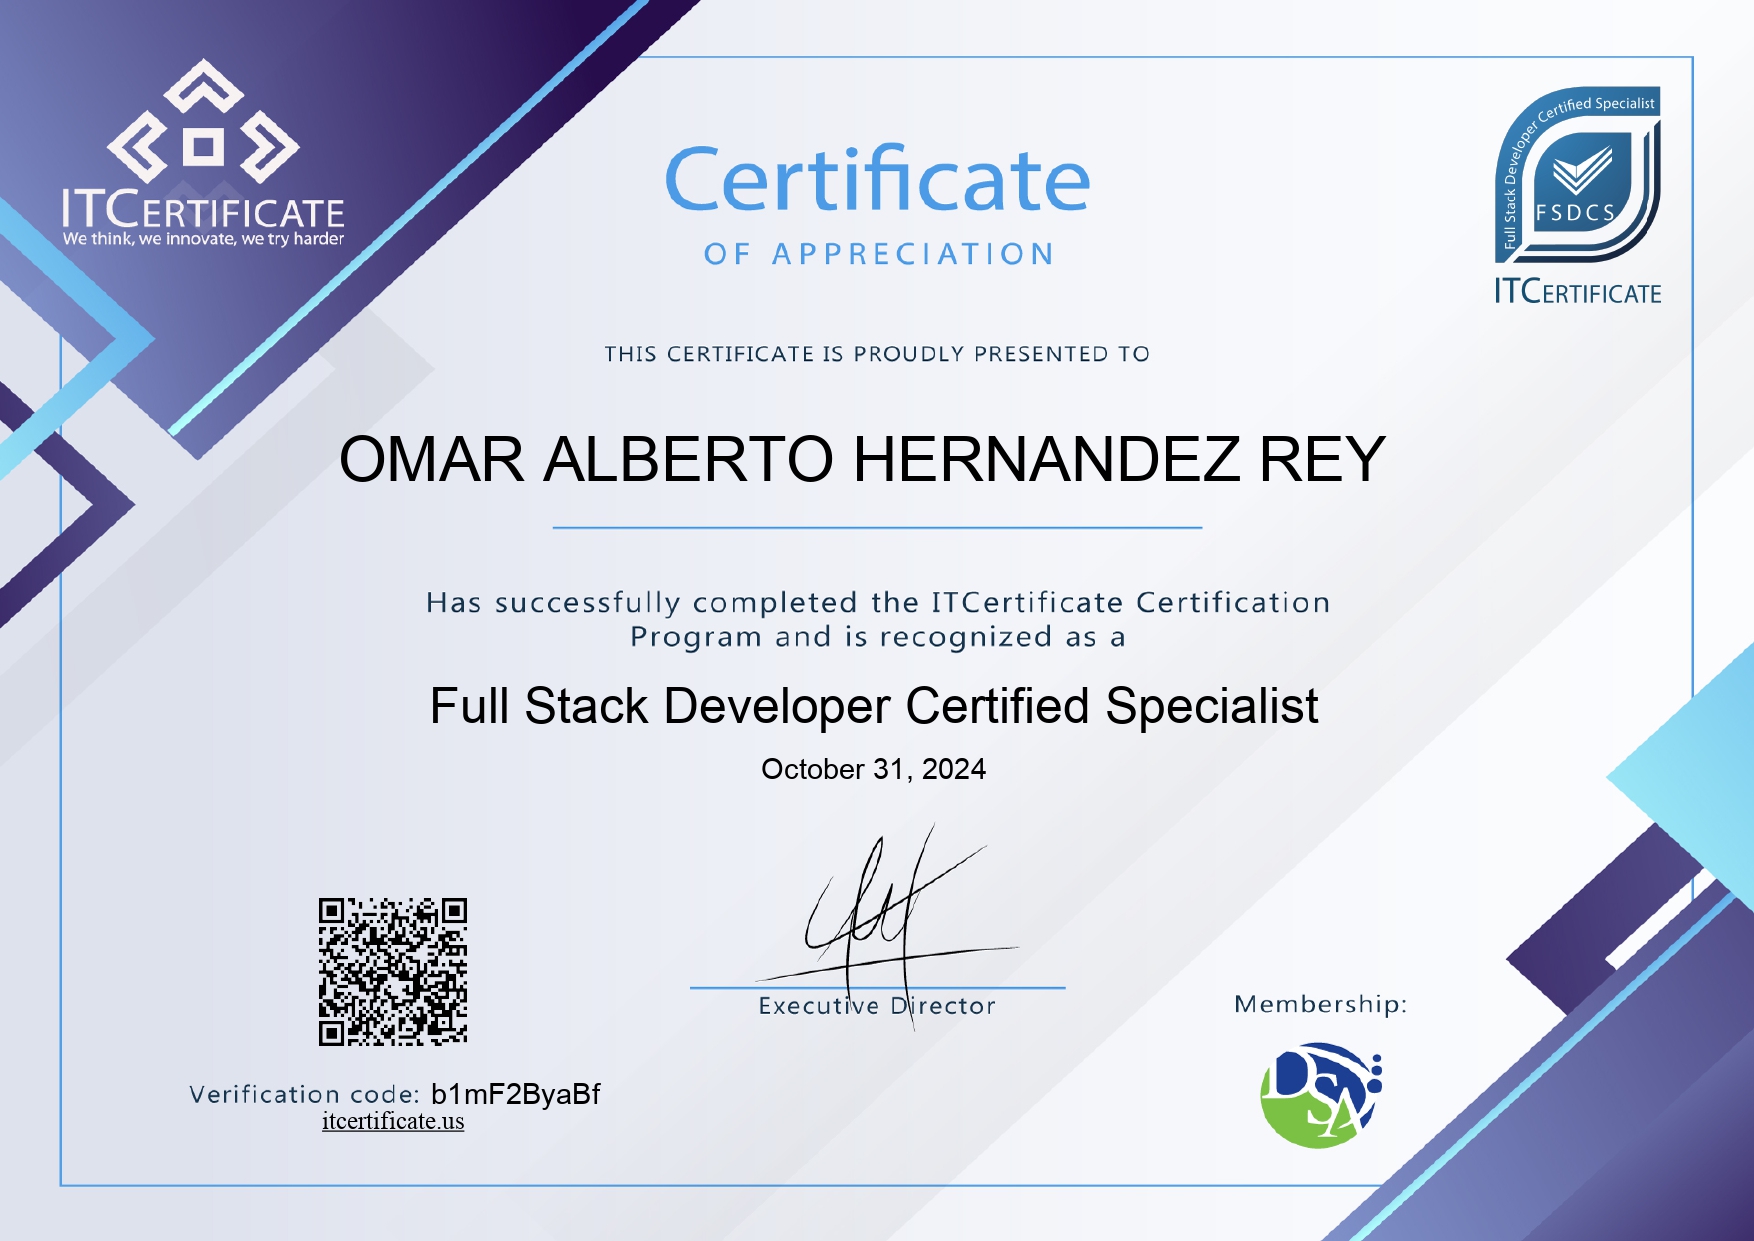 ITCERTIFICATE
We think, we innovate, we try harder
Certificate
OF APPRECIATION
Full Stack Developer Certified Specialist
FSDCS
ITCERTIFICATE
THIS CERTIFICATE IS PROUDLY PRESENTED TO
OMAR ALBERTO HERNANDEZ REY
Has successfully completed the ITCertificate Certification
Program and is recognized as a
Full Stack Developer Certified Specialist
October 31, 2024
Executive Director
Membership:
DSA
Verification code: b1mF2ByaBf
itcertificate.us